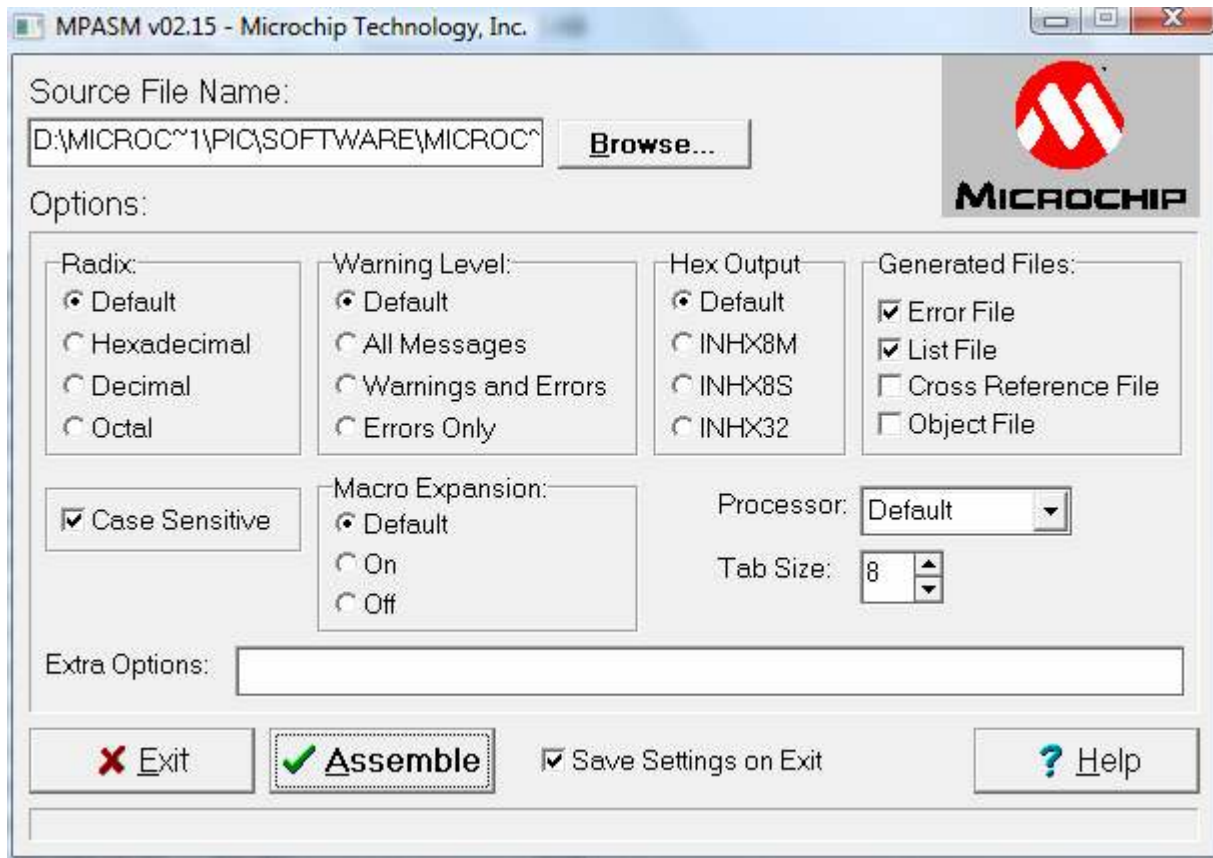 MPASM v02.15 - Microchip Technology, Inc.
Source File Name:
D:\MICROC~1\PIC\SOFTWARE\MICROC~
Browse...
MICROCHIP
Options:
Radix:
Default
Hexadecimal
Decimal
Octal
Warning Level:
Default
All Messages
Warnings and Errors
Errors Only
Hex Output
Default
INHX8M
INHX8S
INHX32
Generated Files:
Error File
List File
Cross Reference File
Object File
Case Sensitive
Macro Expansion:
Default
On
Off
Processor: Default
Tab Size: 8
Extra Options:
Exit
Assemble
Save Settings on Exit
? Help